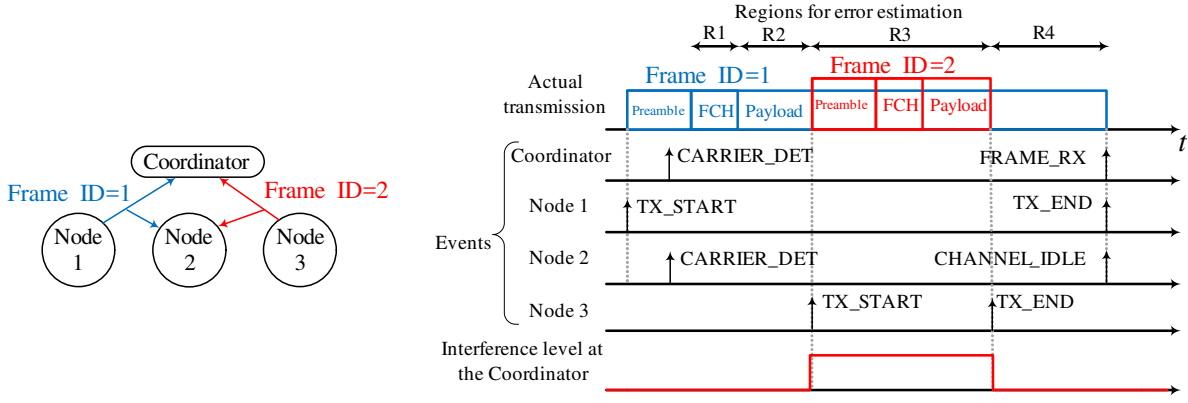 Coordinator
Frame ID=1
Frame ID=2
Node
1
Node
2
Node
3
Regions for error estimation
R1
R2
R3
R4
Frame ID=1
Frame ID=2
Actual
transmission
Preamble
FCH
Payload
Preamble
FCH
Payload
t
Coordinator
CARRIER_DET
FRAME_RX
Node 1
TX_START
TX_END
Events
Node 2
CARRIER_DET
CHANNEL_IDLE
Node 3
TX_START
TX_END
Interference level at
the Coordinator